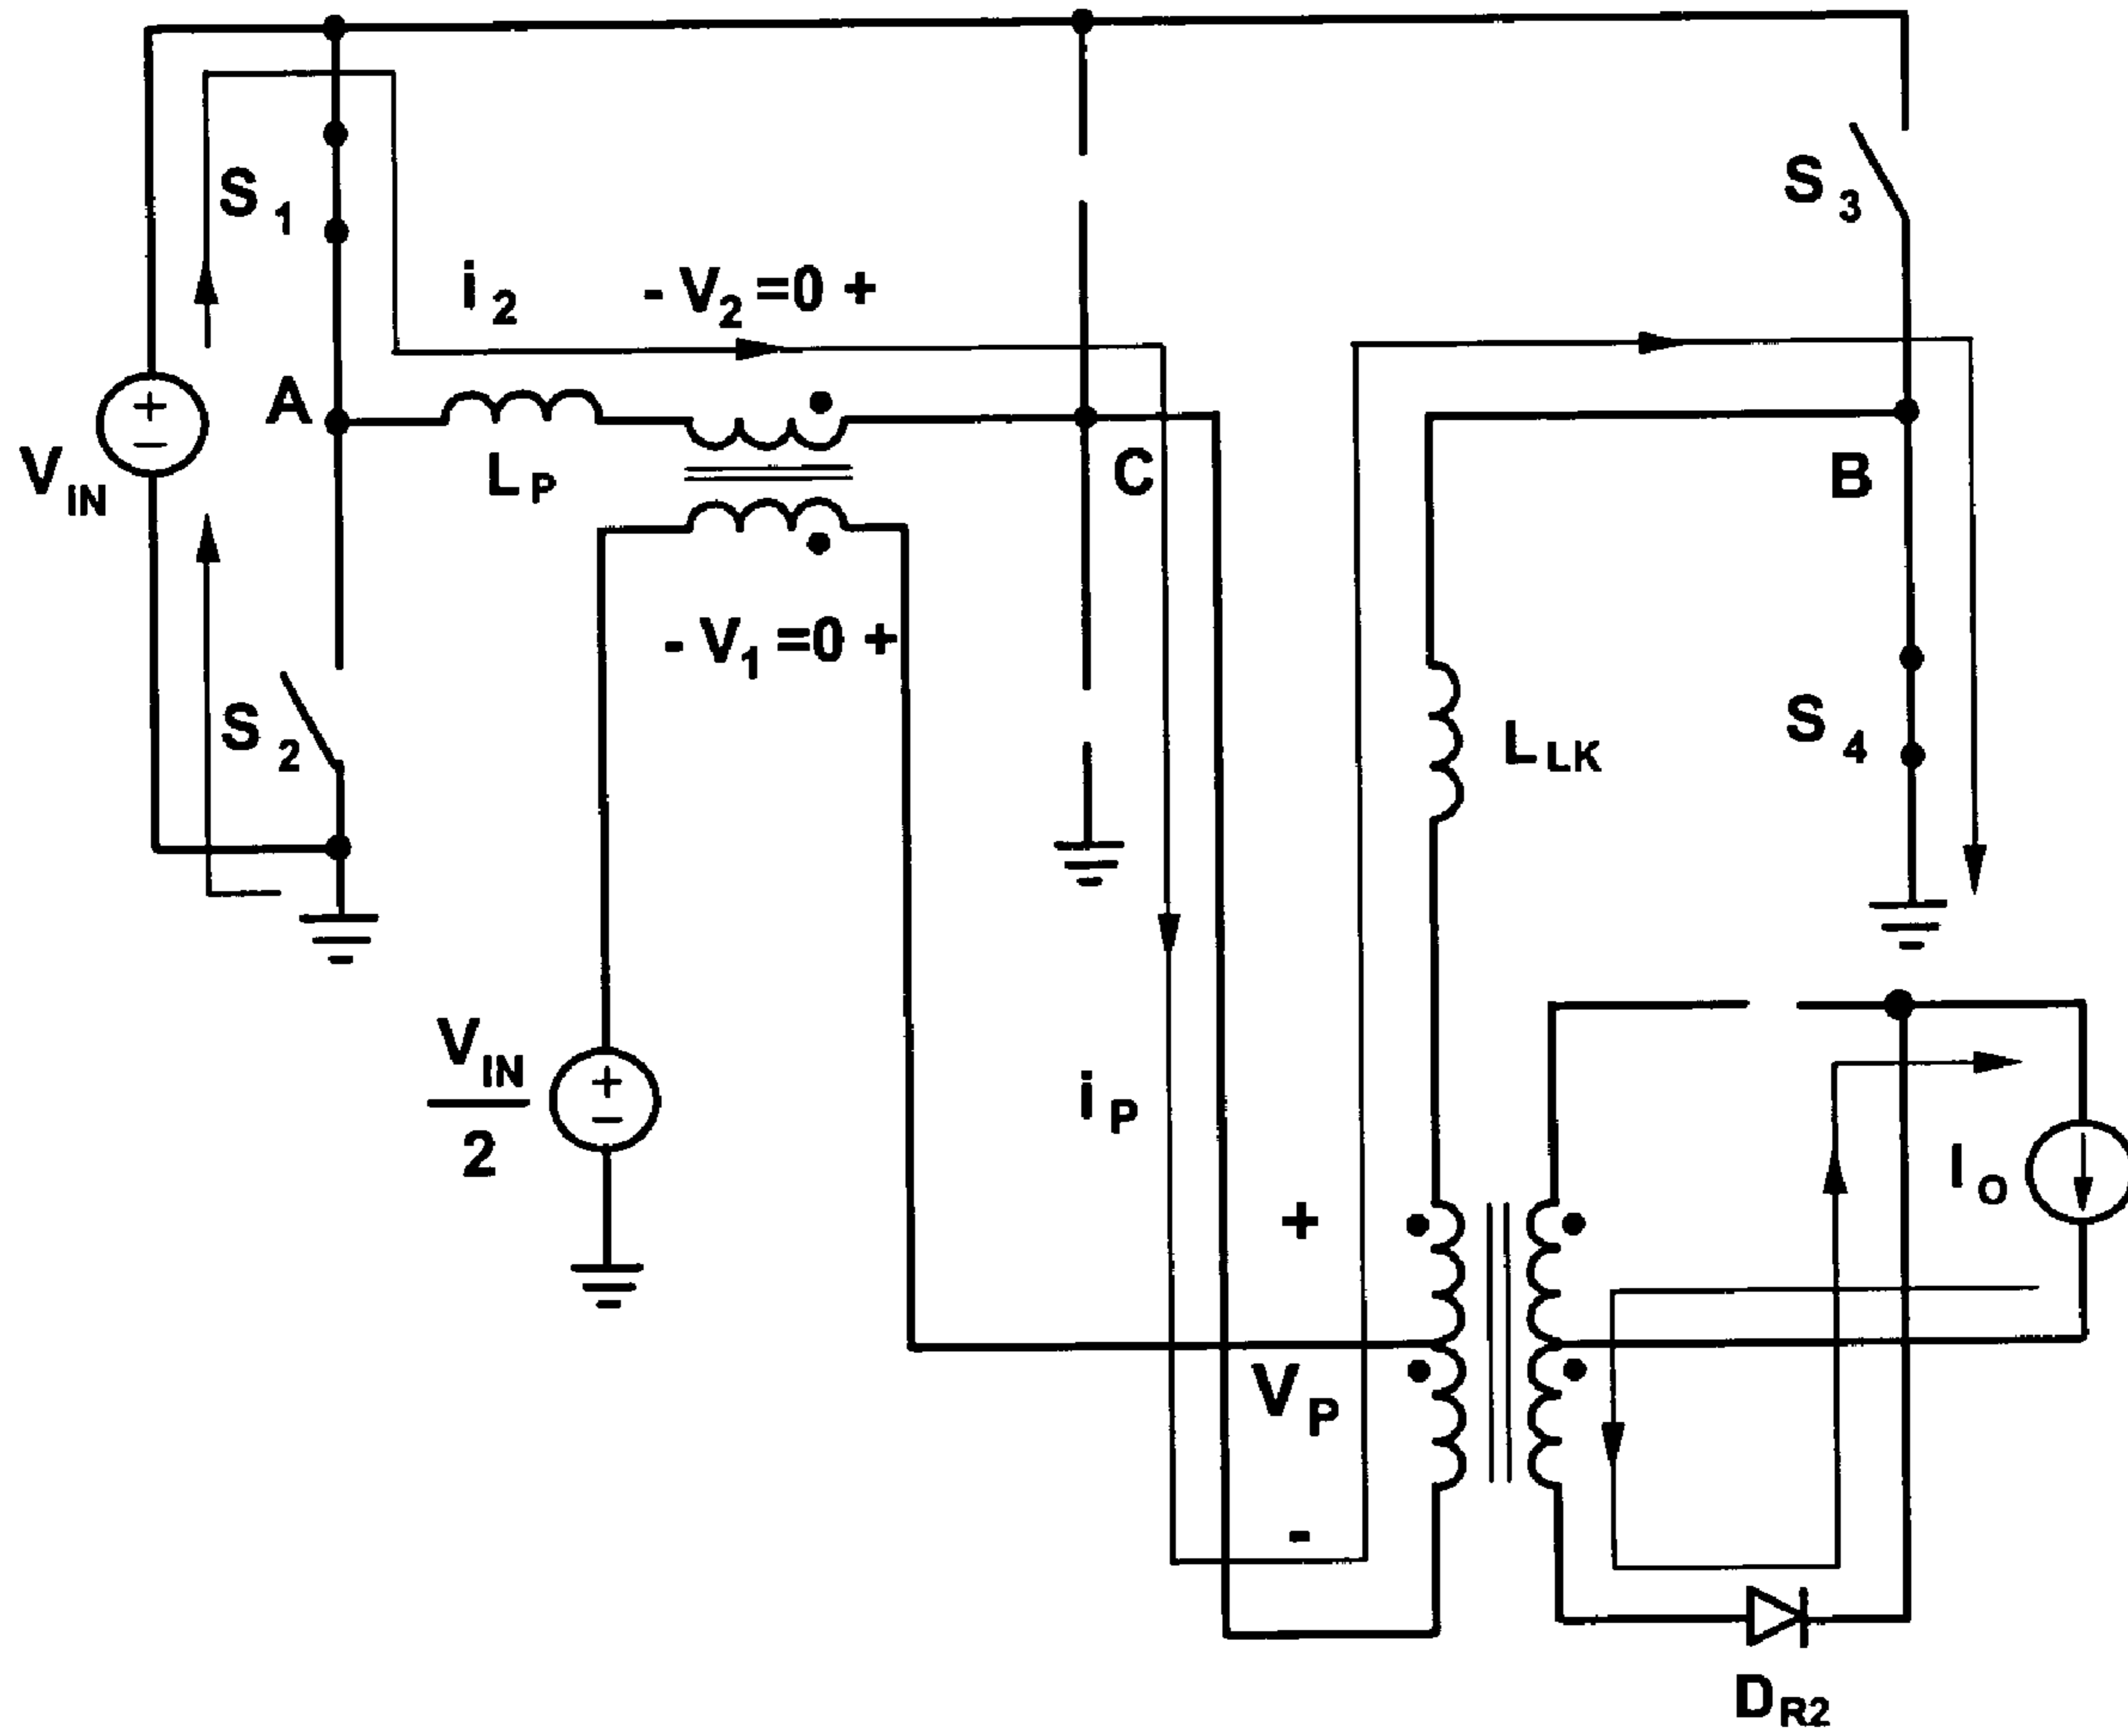 S1
S3
i2
- V2 =0 +
A
+
−
VIN
LP
C
B
- V1 =0 +
S2
LLK
S4
VIN
2
+
−
iP
IO
+
VP
-
DR2